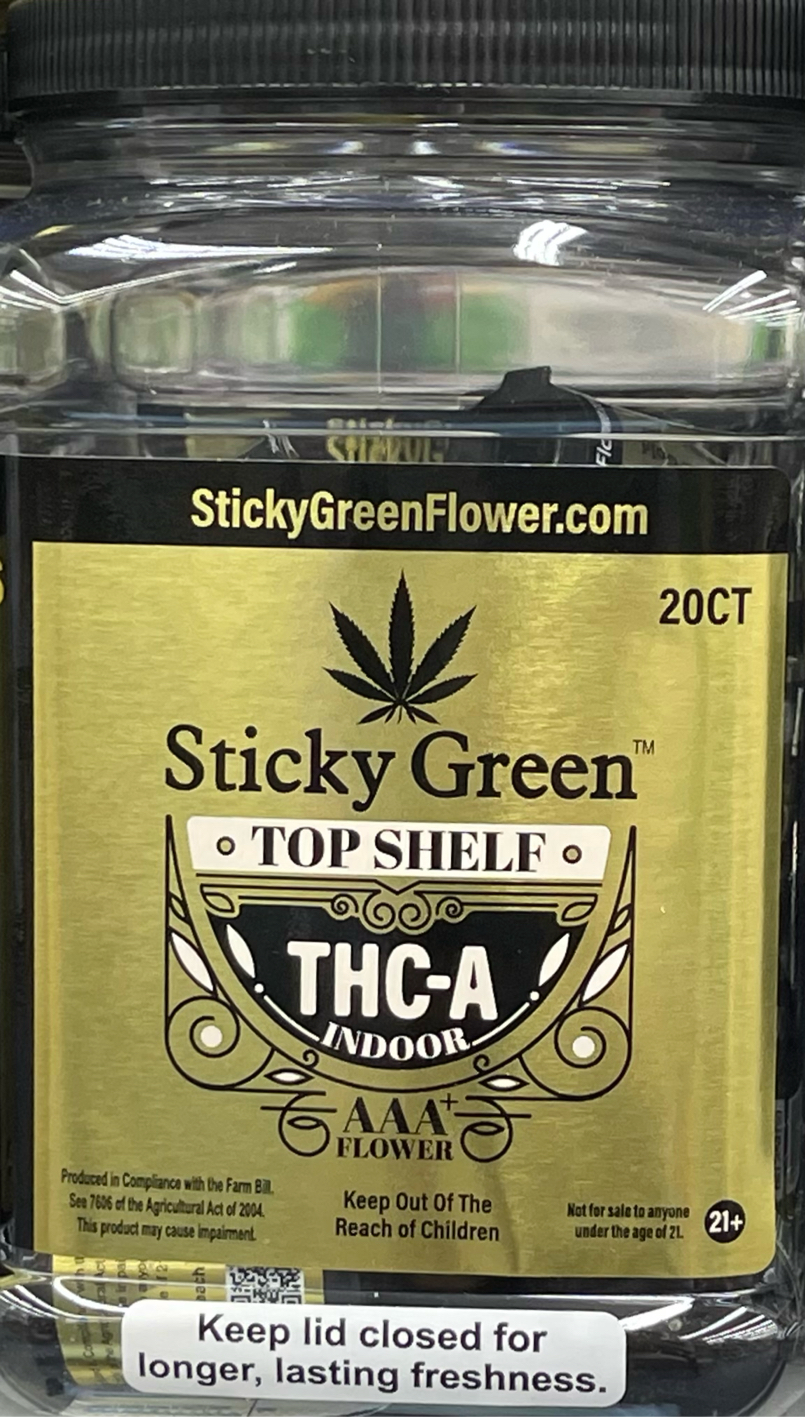 StickyGreenFlower.com
20CT
Sticky Green™
TOP SHELF
THC-A
INDOOR
AAA+
FLOWER
Produced in Compliance with the Farm Bill.
See 7606 of the Agricultural Act of 2004.
This product may cause impairment.
Keep Out Of The
Reach of Children
Not for sale to anyone
under the age of 21.
21+
Keep lid closed for
longer, lasting freshness.